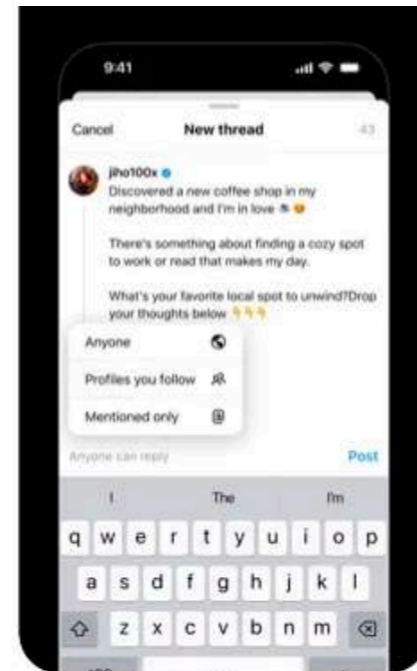 9:41
Cancel New thread 43
jiho100x
Discovered a new coffee shop in my
neighborhood and I'm in love ☕😍
There's something about finding a cozy spot
to work or read that makes my day.
What's your favorite local spot to unwind?Drop
your thoughts below 👇👇👇
Anyone
Profiles you follow
Mentioned only
Anyone can reply Post
I The I'm
q w e r t y u i o p
a s d f g h j k l
z x c v b n m